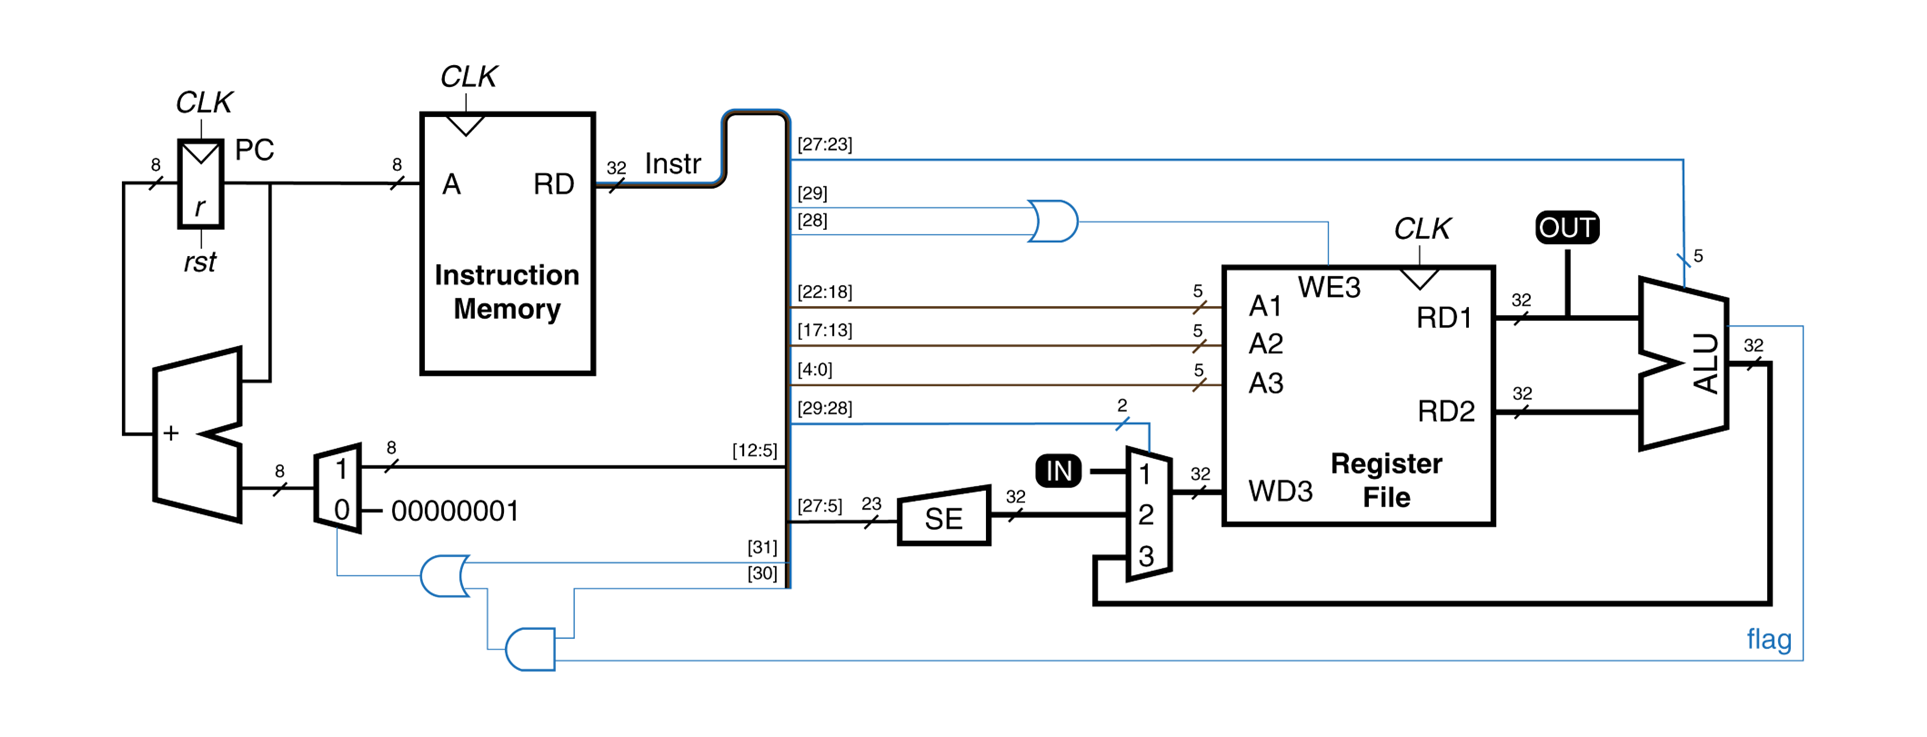 CLK
CLK
PC
8
8
A
RD
32
Instr
r
rst
Instruction
Memory
[27:23]
[29]
[28]
5
OUT
CLK
WE3
[22:18]
5
A1
RD1
32
[17:13]
5
A2
[4:0]
5
A3
ALU
32
[29:28]
2
RD2
32
+
[12:5]
8
1
8
0
00000001
IN
1
2
3
32
WD3
Register
File
[27:5]
23
SE
32
[31]
[30]
flag